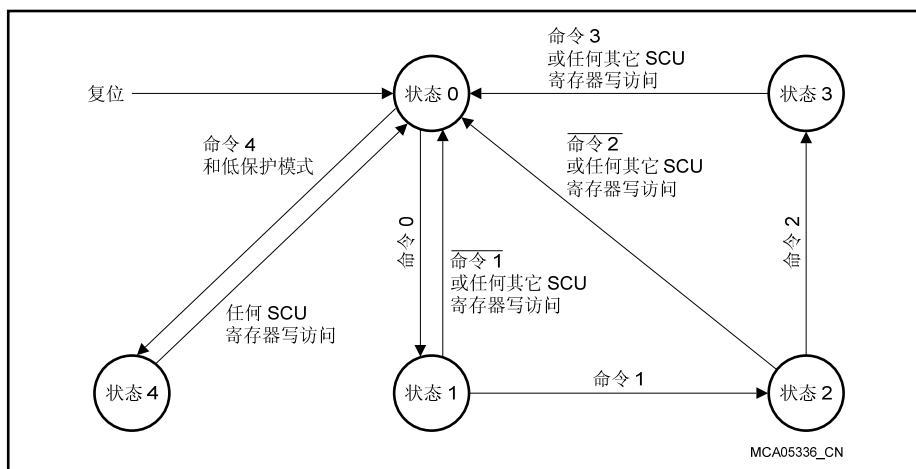 命令 3
或任何其它 SCU
寄存器写访问
复位
状态 0
状态 3
命令 4
和低保护模式
命令 2
或任何其它 SCU
寄存器写访问
命令 0
命令 1
或任何其它 SCU
寄存器写访问
命令 2
任何 SCU
寄存器写访问
状态 4
状态 1
命令 1
状态 2
MCA05336_CN